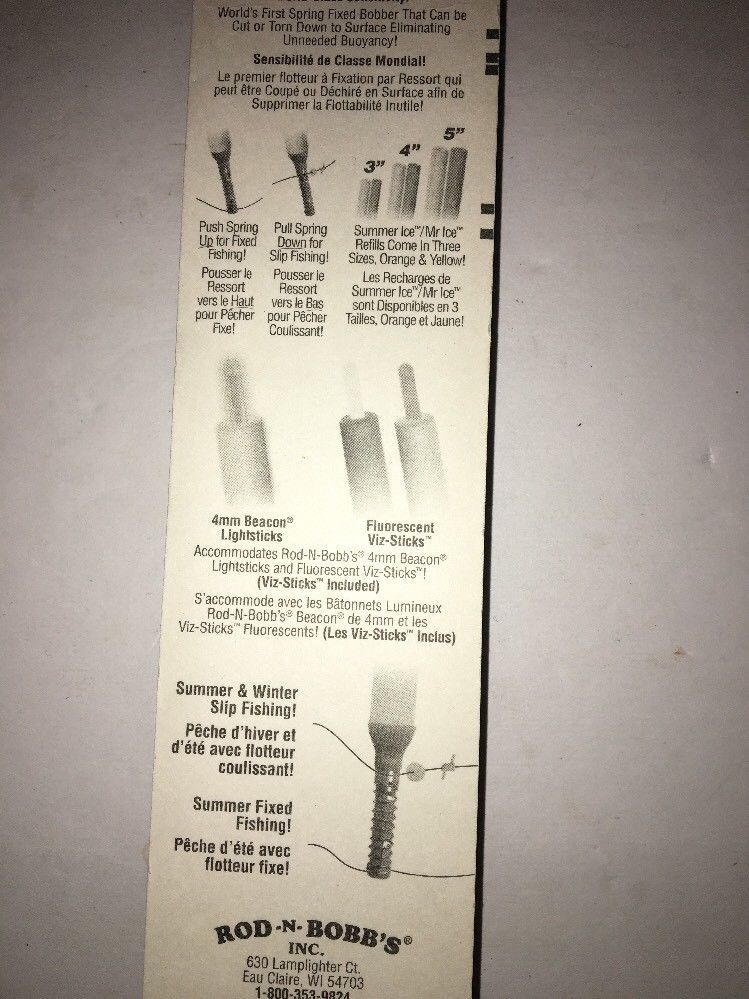 World's First Spring Fixed Bobber That Can be
Cut or Torn Down to Surface Eliminating
Unneeded Buoyancy!
Sensibilité de Classe Mondial!
Le premier flotteur à Fixation par Ressort qui
peut être Coupé ou Déchiré en Surface afin de
Supprimer la Flottabilité Inutile!
3” 4” 5”
Push Spring
Up for Fixed
Fishing!
Pousser le
Ressort
vers le Haut
pour Pêcher
Fixe!
Pull Spring
Down for
Slip Fishing!
Pousser le
Ressort
vers le Bas
pour Pêcher
Coulissant!
Summer Ice™/Mr Ice™
Refills Come In Three
Sizes, Orange & Yellow!
Les Recharges de
Summer Ice™/Mr Ice™
sont Disponibles en 3
Tailles, Orange et Jaune!
4mm Beacon®
Lightsticks
Fluorescent
Viz-Sticks™
Accommodates Rod-N-Bobb's® 4mm Beacon®
Lightsticks and Fluorescent Viz-Sticks™!
(Viz-Sticks™ Included)
S'accommode avec les Bâtonnets Lumineux
Rod-N-Bobb's® Beacon® de 4mm et les
Viz-Sticks™ Fluorescents! (Les Viz-Sticks™ Inclus)
Summer & Winter
Slip Fishing!
Pêche d'hiver et
d'été avec flotteur
coulissant!
Summer Fixed
Fishing!
Pêche d'été avec
flotteur fixe!
ROD-N-BOBB'S®
INC.
630 Lamplighter Ct.
Eau Claire, WI 54703
1-800-353-9824